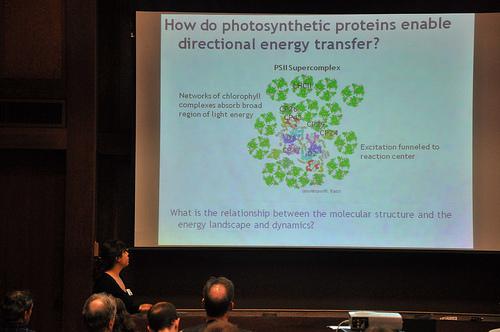 How do photosynthetic proteins enable
directional energy transfer?
PSII Supercomplex
Networks of chlorophyll
complexes absorb broad
region of light energy
Excitation funneled to
reaction center
What is the relationship between the molecular structure and the
energy landscape and dynamics?